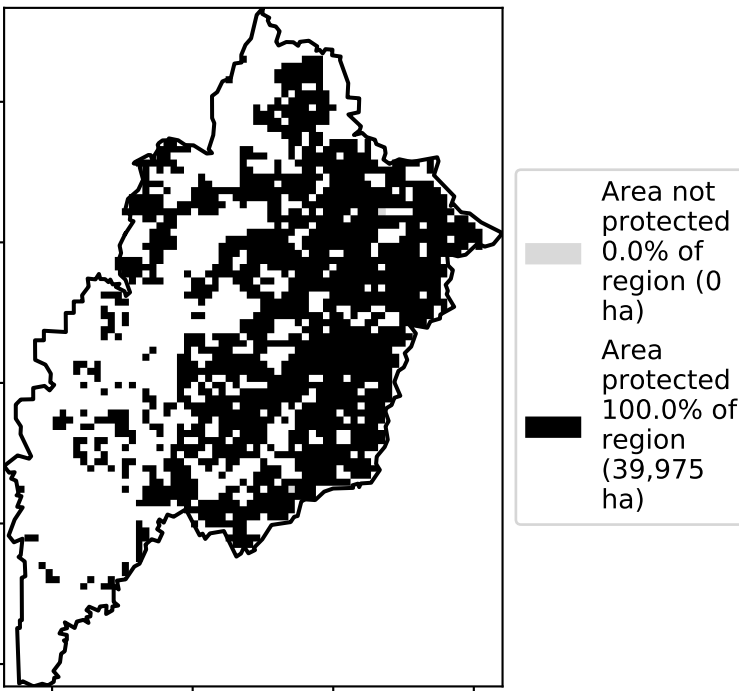 Area not
protected
0.0% of
region (0
ha)
Area
protected
100.0% of
region
(39,975
ha)